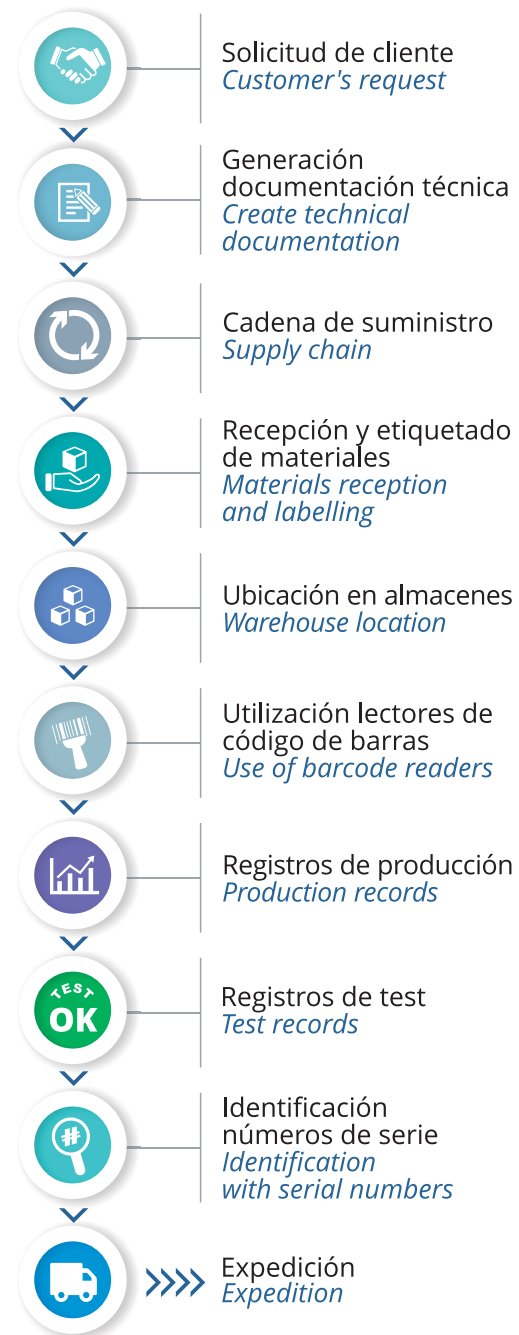 Solicitud de cliente
Customer's request
Generación
documentación técnica
Create technical
documentation
Cadena de suministro
Supply chain
Recepción y etiquetado
de materiales
Materials reception
and labelling
Ubicación en almacenes
Warehouse location
Utilización lectores de
código de barras
Use of barcode readers
Registros de producción
Production records
TEST
OK
Registros de test
Test records
#
Identificación
números de serie
Identification
with serial numbers
Expedición
Expedition